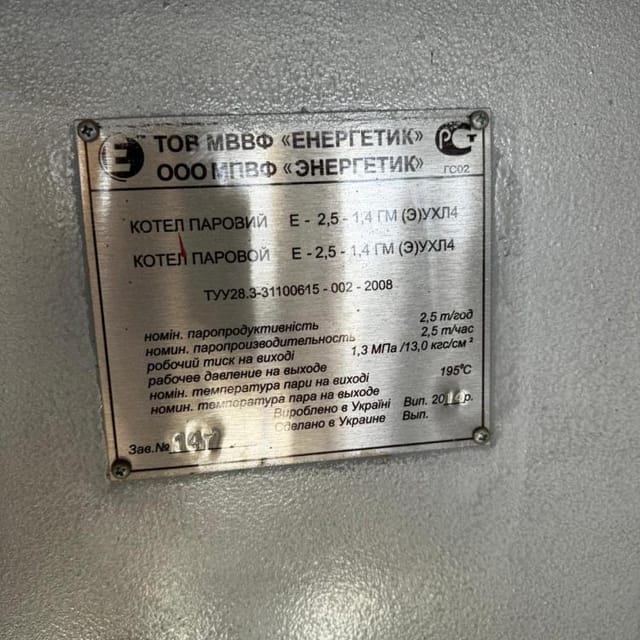 Е ™ ТОВ МВВФ «ЕНЕРГЕТИК» РСТ
ООО МПВФ «ЭНЕРГЕТИК» ГС02
КОТЕЛ ПАРОВИЙ Е - 2,5 - 1,4 ГМ (Э)УХЛ4
КОТЕЛ ПАРОВОЙ Е - 2,5 - 1,4 ГМ (Э)УХЛ4
ТУУ28.3-31100615 - 002 - 2008
номін. паропродуктивність 2,5 т/год
номин. паропроизводительность 2,5 т/час
робочий тиск на виході 1,3 МПа /13,0 кгс/см²
рабочее давление на выходе
номін. температура пари на виході 195°С
номин. температура пара на выходе
Вироблено в Україні Вип. р.
Сделано в Украине Вып.
Зав.№ 147